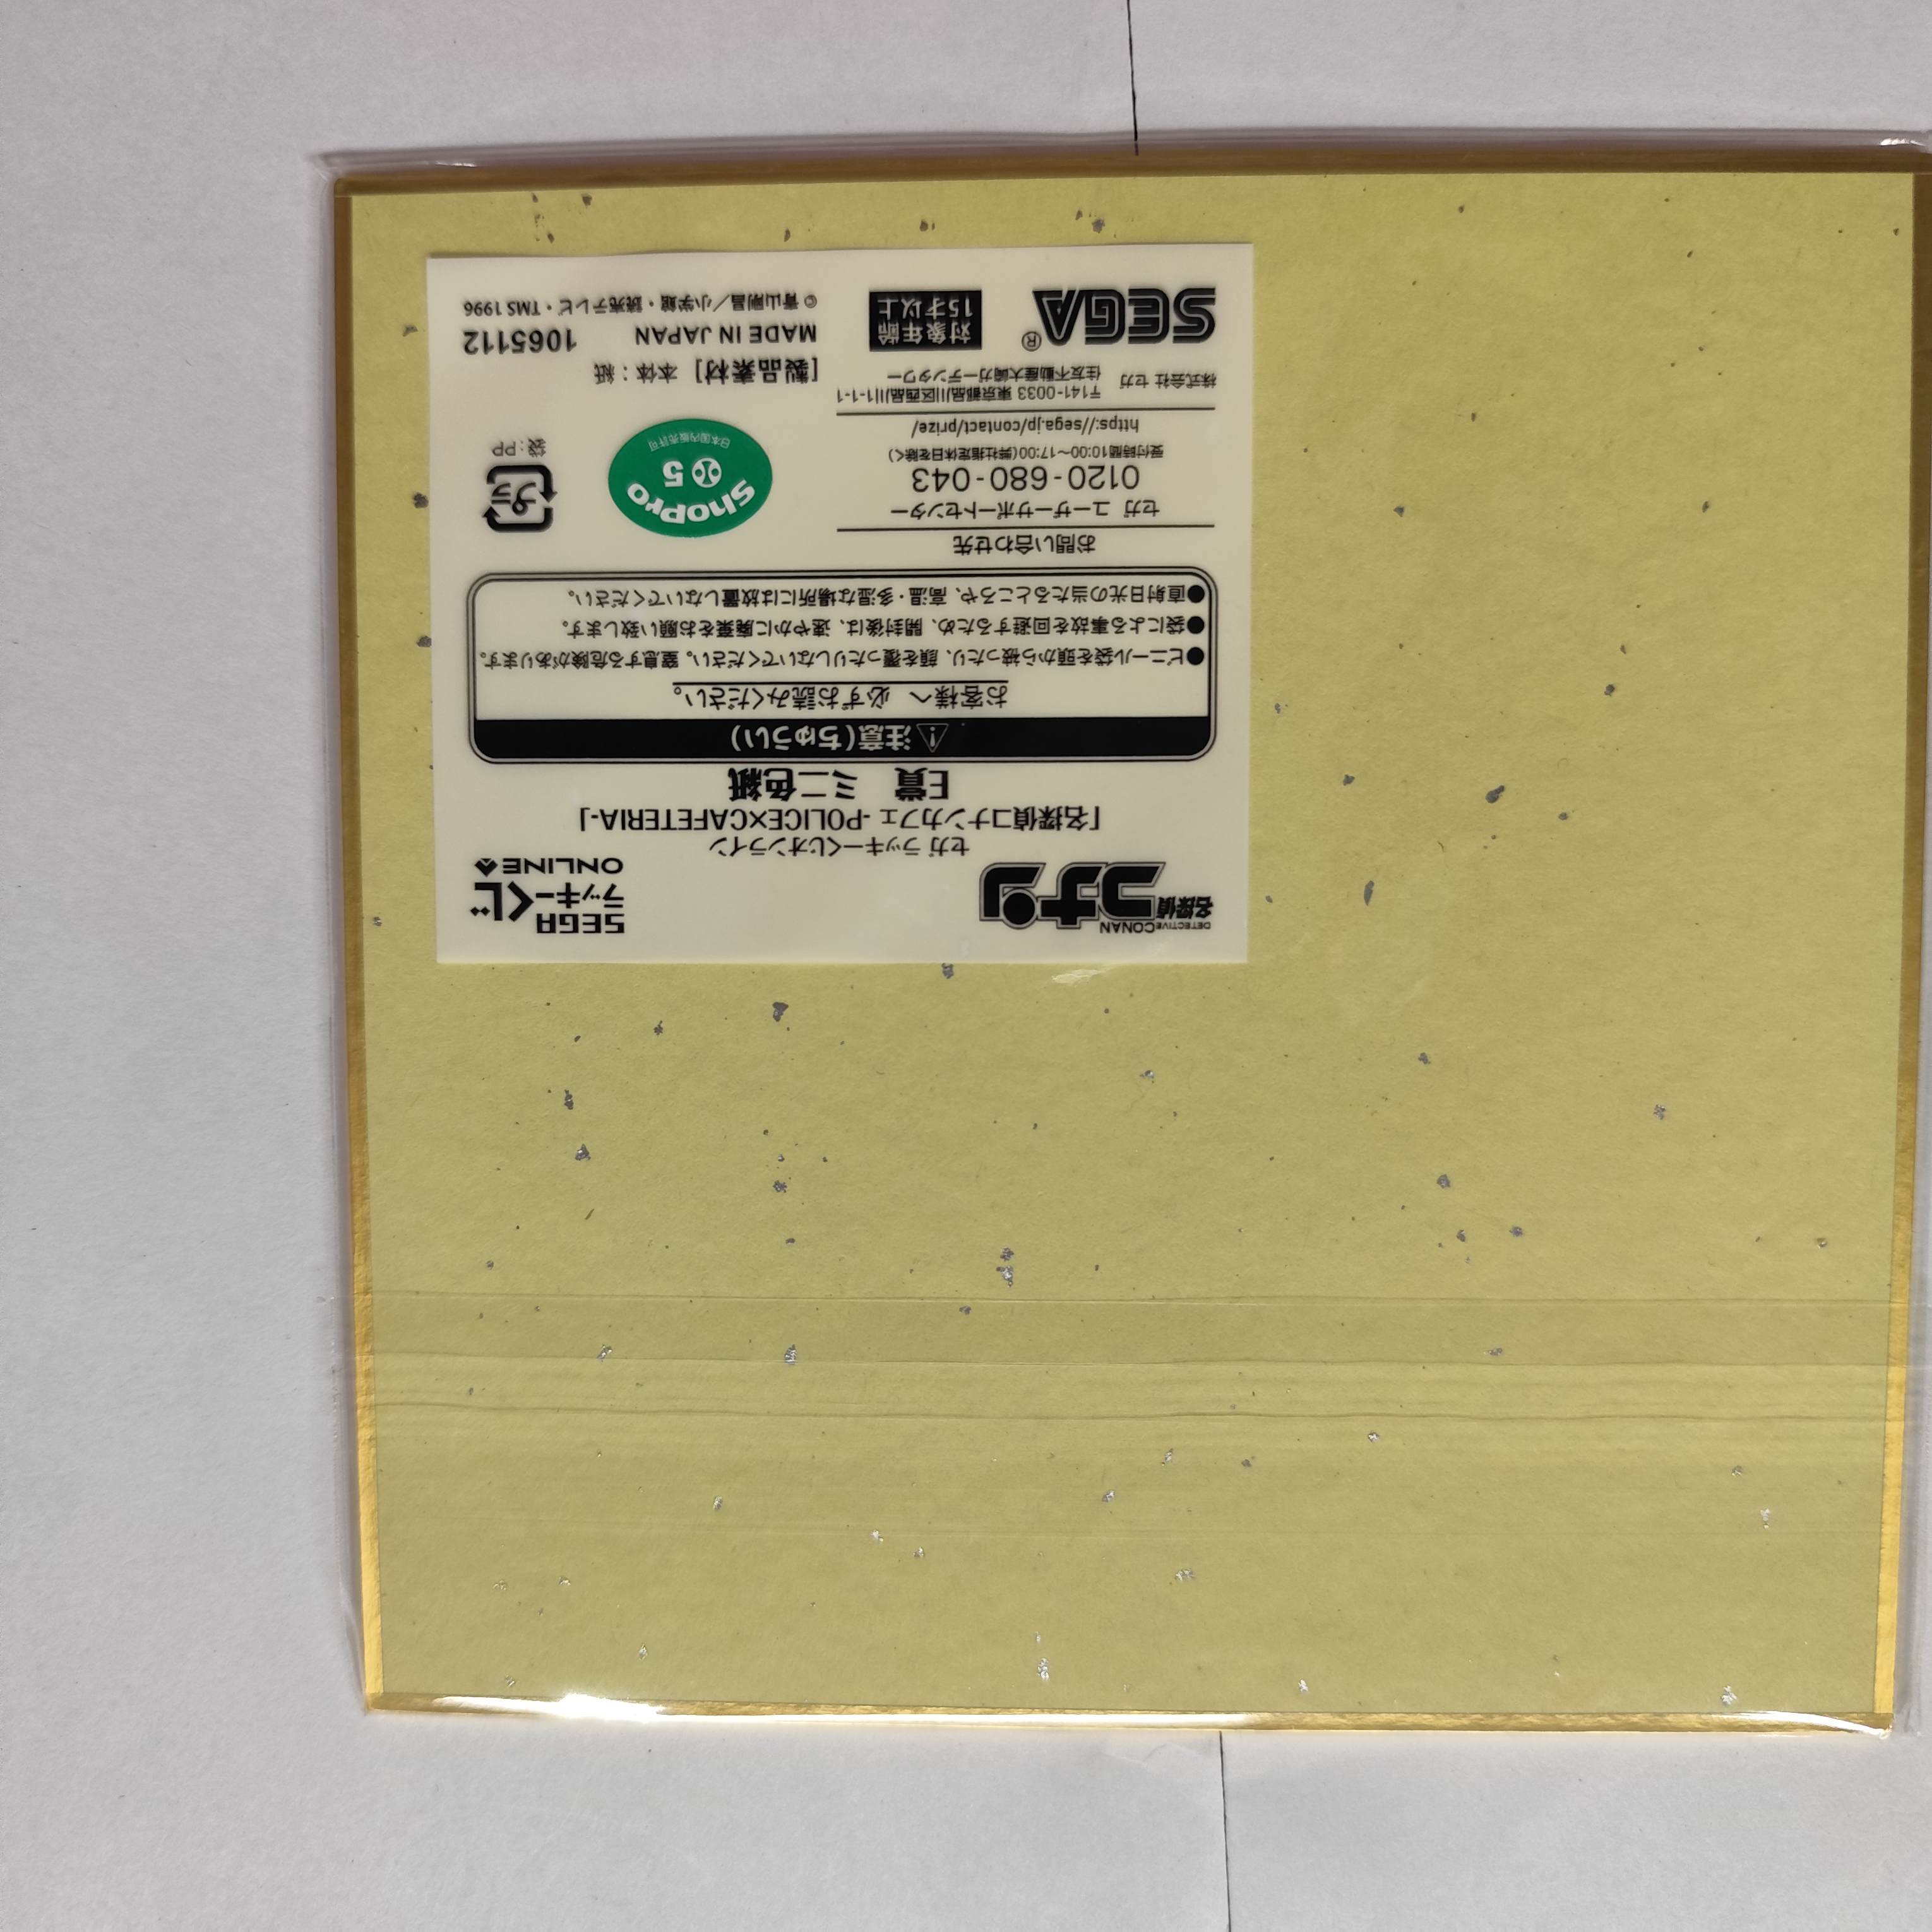 DETECTIVE CONAN
名探偵コナン
SEGA
ラッキーくじ
ONLINE
セガ ラッキーくじオンライン
「名探偵コナンカフェ -POLICE×CAFETERIA-」
E賞 ミニ色紙
注意(ちゅうい)
お客様へ 必ずお読みください。
●ビニール袋を頭から被ったり、顔を覆ったりしないでください。窒息する危険があります。
●袋による事故を回避するため、開封後は、速やかに廃棄をお願い致します。
●直射日光の当たるところや、高温・多湿な場所には放置しないでください。
お問い合わせ先
セガ ユーザーサポートセンター
0120-680-043
受付時間10:00～17:00(弊社指定休日を除く)
https://sega.jp/contact/prize/
株式会社 セガ
〒141-0033 東京都品川区西品川1-1-1
住友不動産大崎ガーデンタワー
SEGA®
対象年齢
15才以上
ShoPro
小 5
日本国内販売許可
プラ
袋:PP
[製品素材] 本体：紙
MADE IN JAPAN 1065112
© 青山剛昌／小学館・読売テレビ・TMS 1996